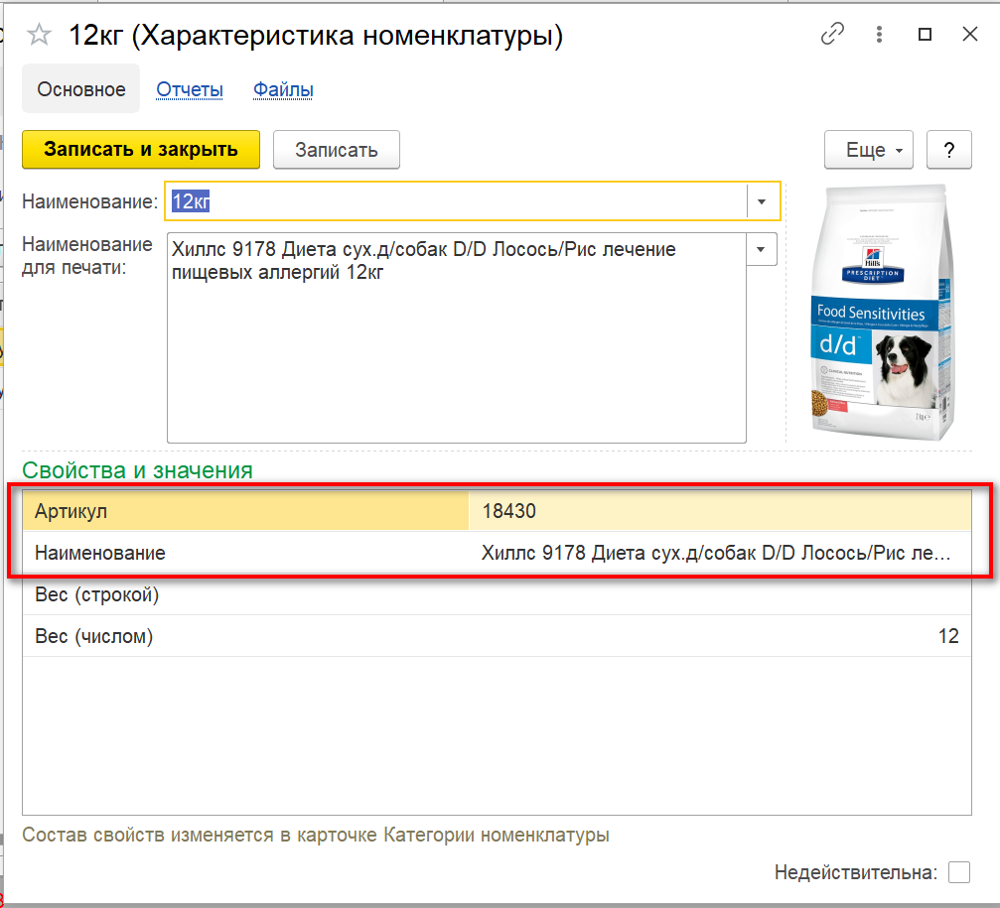 12кг (Характеристика номенклатуры)
Основное Отчеты Файлы
Записать и закрыть Записать Еще ?
Наименование: 12кг
Наименование для печати:
Хиллс 9178 Диета сух.д/собак D/D Лосось/Рис лечение
пищевых аллергий 12кг
Hill's
PRESCRIPTION
DIET
Food Sensitivities
d/d
Свойства и значения
Артикул 18430
Наименование Хиллс 9178 Диета сух.д/собак D/D Лосось/Рис ле...
Вес (строкой)
Вес (числом) 12
Состав свойств изменяется в карточке Категории номенклатуры
Недействительна: